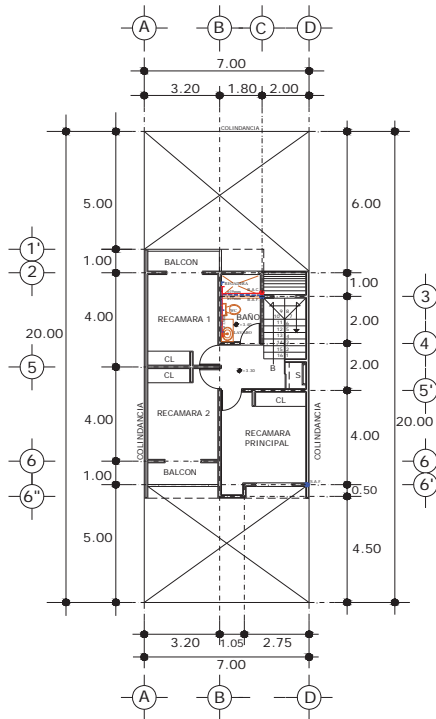 A B C D
7.00
3.20 1.80 2.00
COLINDANCIA
5.00
6.00
1'
BALCON
1.00
2
1.00
3
RECAMARA 1
BAÑO
4.00
2.00
20.00
4
CL
2.00
5
CL
B
S
5'
CL
COLINDANCIA
RECAMARA 2
RECAMARA
PRINCIPAL
COLINDANCIA
4.00
4.00
20.00
6
6
BALCON
1.00
6'
6''
0.50
5.00
4.50
3.20 1.05 2.75
7.00
A B D